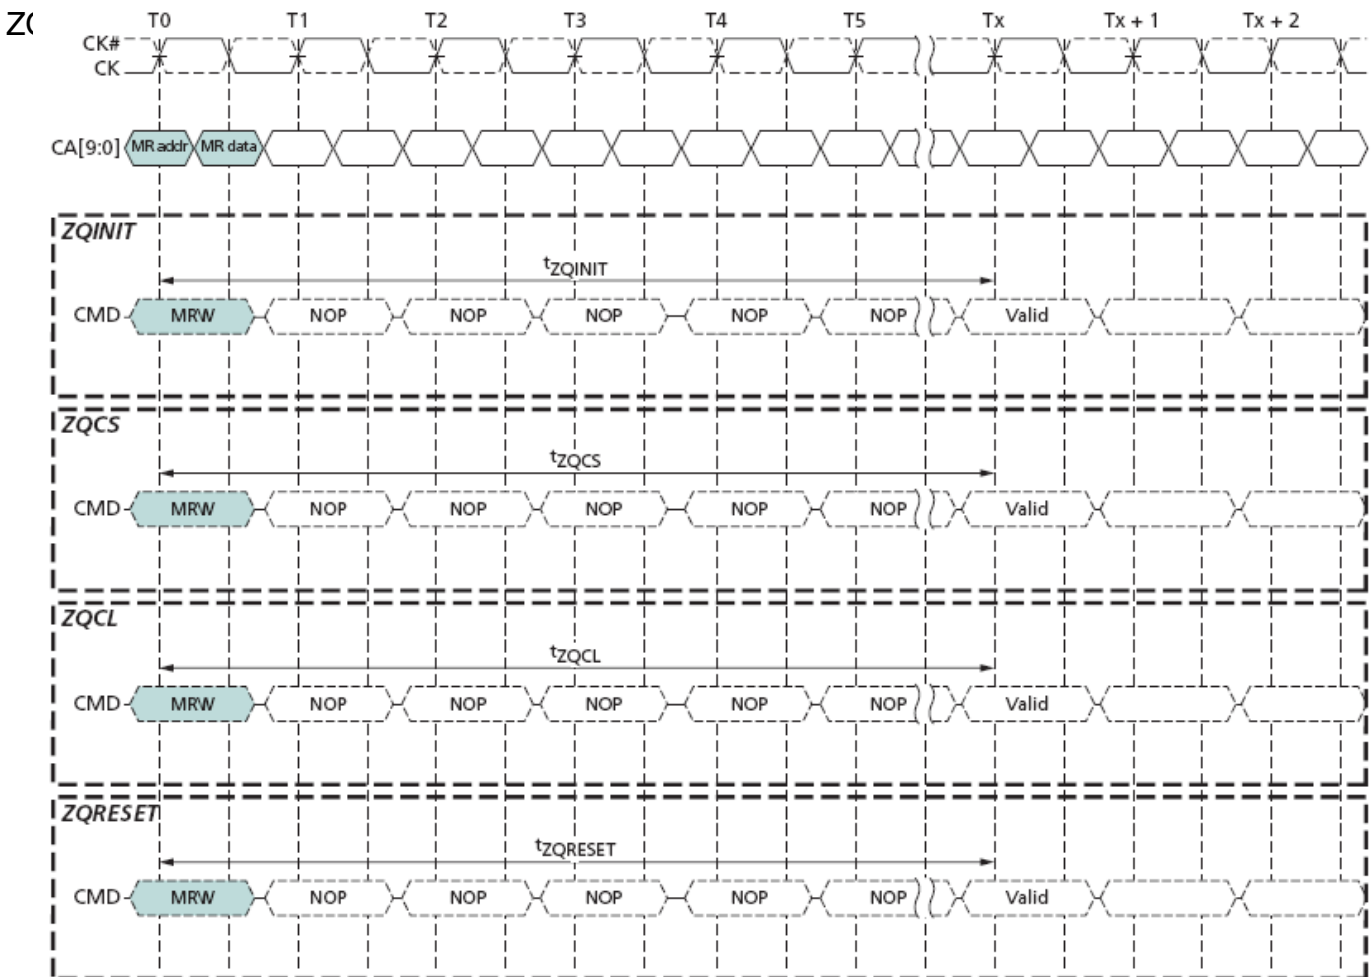 T0 T1 T2 T3 T4 T5 Tx Tx + 1 Tx + 2
CK#
CK
CA[9:0] MR addr MR data
ZQINIT
tZQINIT
CMD MRW NOP NOP NOP NOP NOP Valid
ZQCS
tZQCS
CMD MRW NOP NOP NOP NOP NOP Valid
ZQCL
tZQCL
CMD MRW NOP NOP NOP NOP NOP Valid
ZQRESET
tZQRESET
CMD MRW NOP NOP NOP NOP NOP Valid